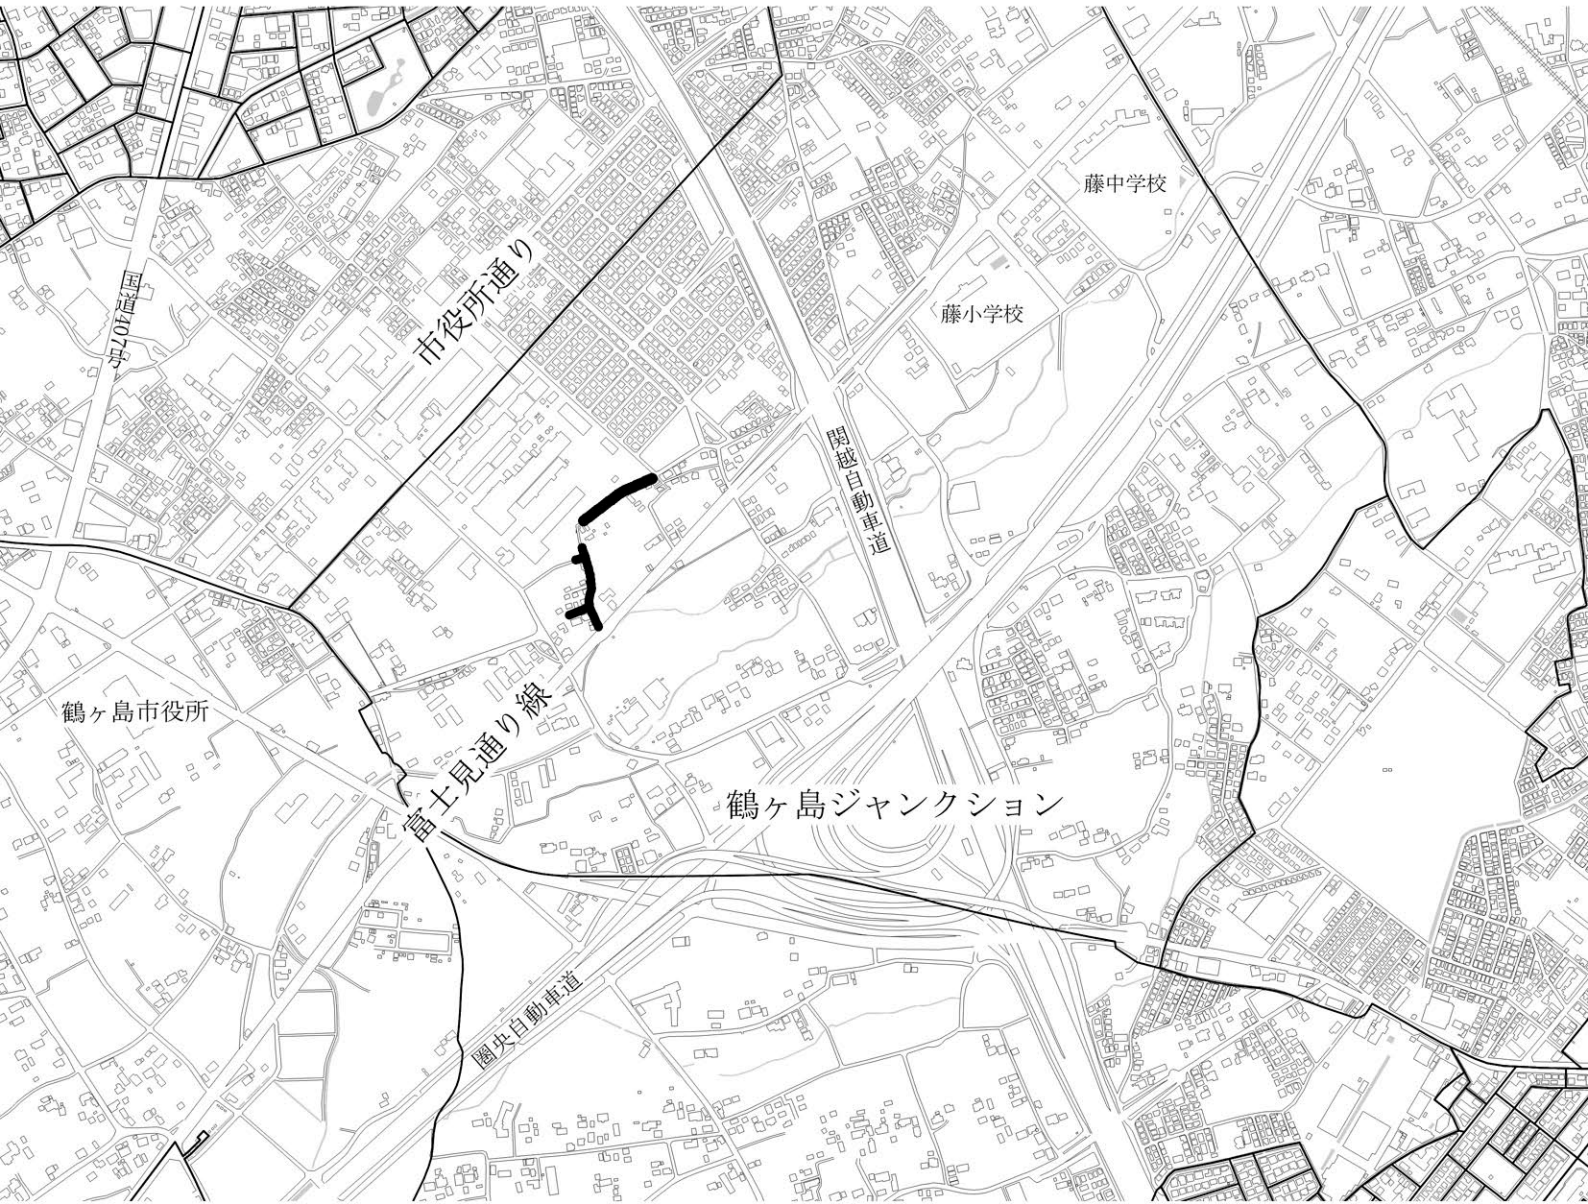 藤中学校
市役所通り
国道407号
藤小学校
関越自動車道
鶴ヶ島市役所
富士見通り線
鶴ヶ島ジャンクション
圏央自動車道